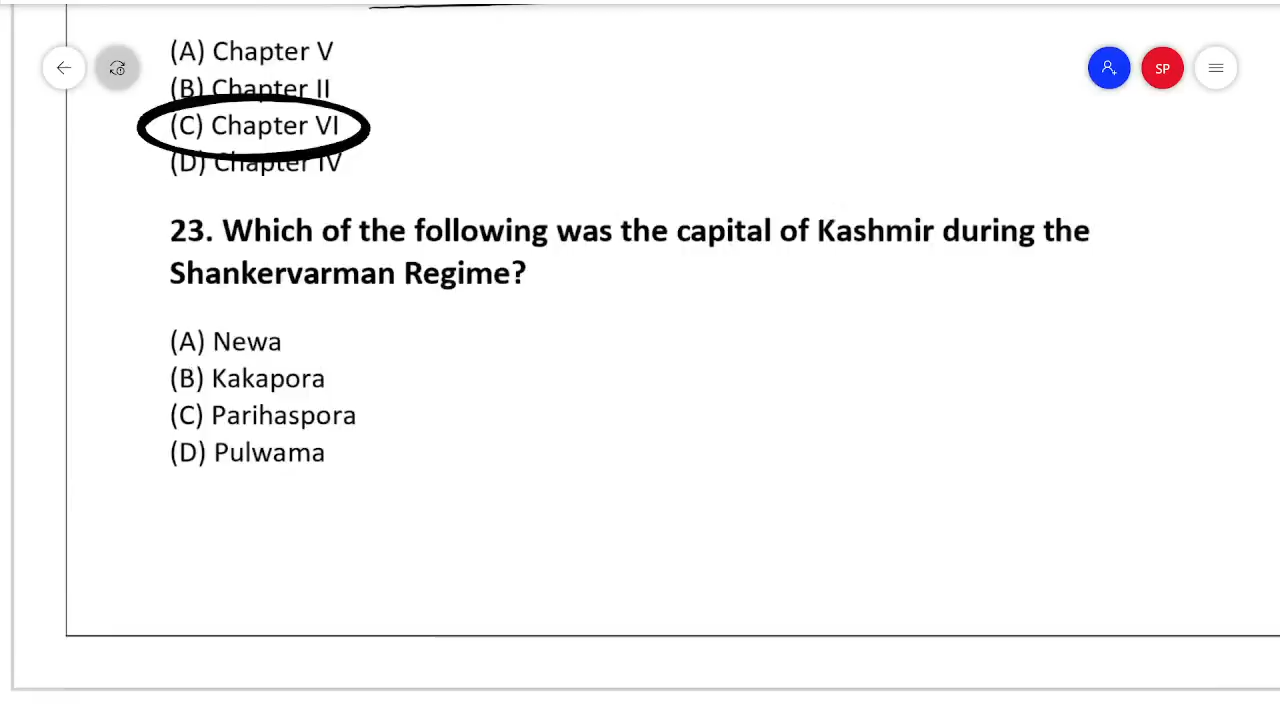 (A) Chapter V
(B) Chapter II
(C) Chapter VI
(D) Chapter IV
SP
23. Which of the following was the capital of Kashmir during the
Shankervarman Regime?
(A) Newa
(B) Kakapora
(C) Parihaspora
(D) Pulwama